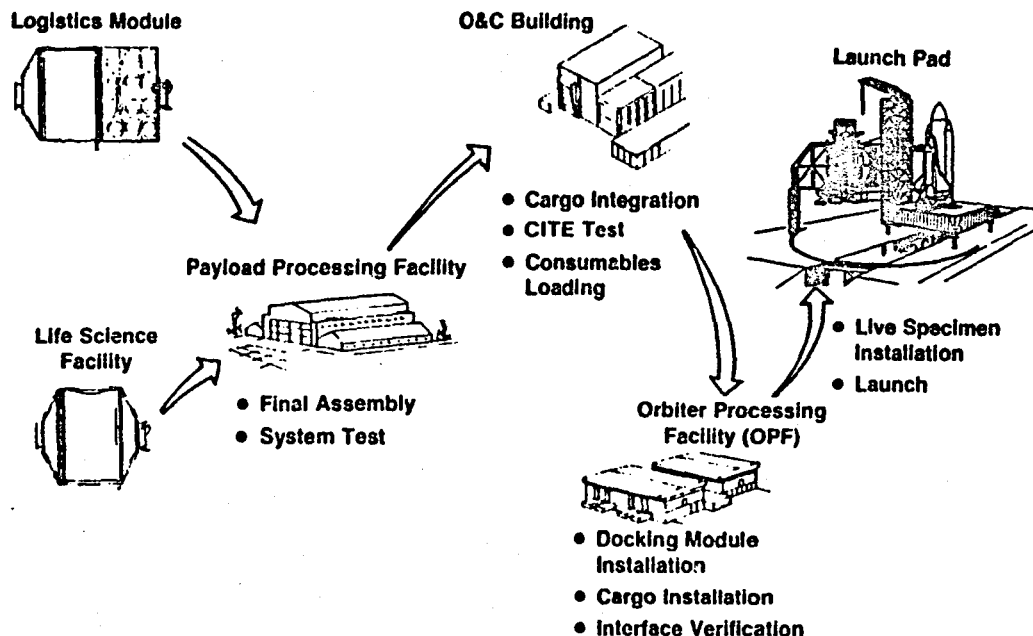 Logistics Module
O&C Building
Launch Pad
• Cargo Integration
• CITE Test
• Consumables
Loading
Payload Processing Facility
Life Science
Facility
• Final Assembly
• System Test
• Live Specimen
Installation
• Launch
Orbiter Processing
Facility (OPF)
• Docking Module
Installation
• Cargo Installation
• Interface Verification